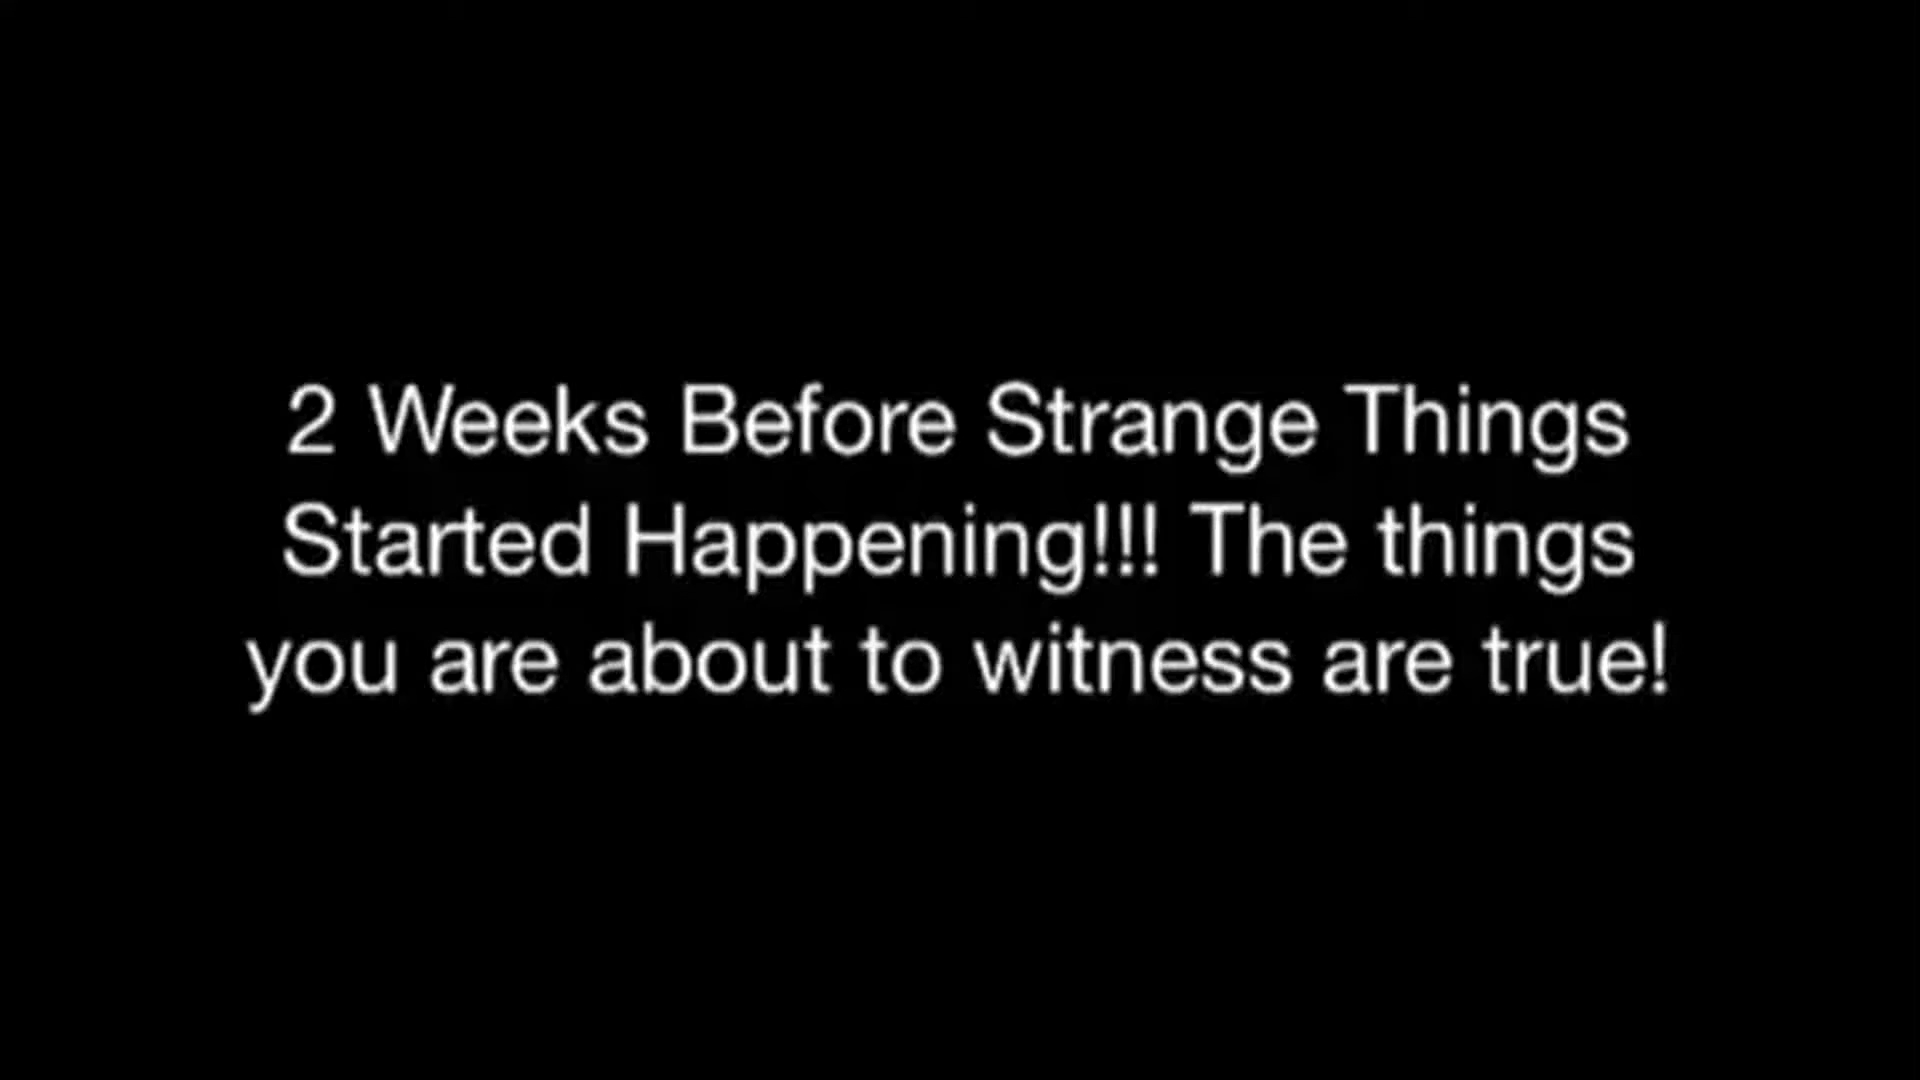 2 Weeks Before Strange Things
Started Happening!!! The things
you are about to witness are true!